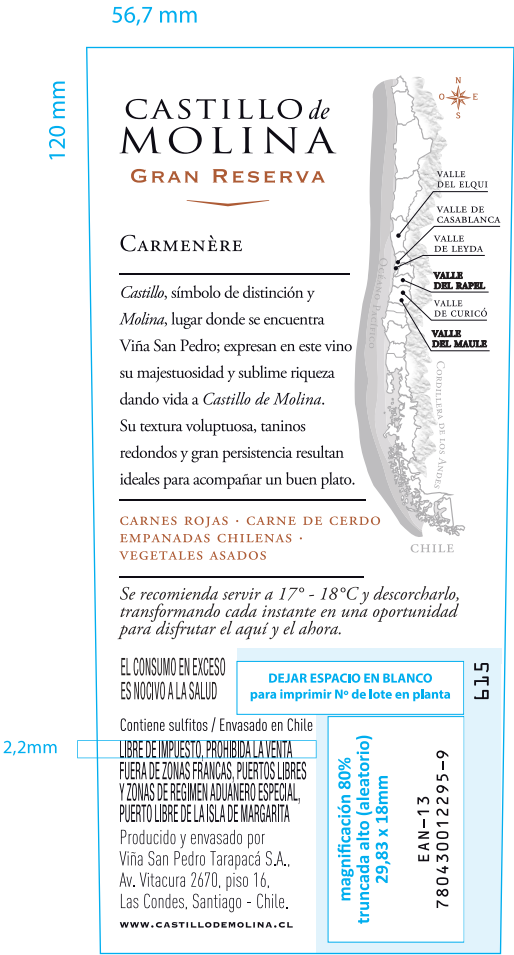 56,7 mm
120 mm
CASTILLO de
MOLINA
GRAN RESERVA
CARMENÈRE
Castillo, símbolo de distinción y
Molina, lugar donde se encuentra
Viña San Pedro; expresan en este vino
su majestuosidad y sublime riqueza
dando vida a Castillo de Molina.
Su textura voluptuosa, taninos
redondos y gran persistencia resultan
ideales para acompañar un buen plato.
CARNES ROJAS · CARNE DE CERDO
EMPANADAS CHILENAS ·
VEGETALES ASADOS
N
O E
S
VALLE
DEL ELQUI
VALLE DE
CASABLANCA
VALLE
DE LEYDA
VALLE
DEL RAPEL
VALLE
DE CURICÓ
VALLE
DEL MAULE
OCÉANO PACÍFICO
CORDILLERA DE LOS ANDES
CHILE
Se recomienda servir a 17° - 18°C y descorcharlo,
transformando cada instante en una oportunidad
para disfrutar el aquí y el ahora.
EL CONSUMO EN EXCESO
ES NOCIVO A LA SALUD
DEJAR ESPACIO EN BLANCO
para imprimir Nº de lote en planta
615
Contiene sulfitos / Envasado en Chile
2,2mm
LIBRE DE IMPUESTO, PROHIBIDA LA VENTA
FUERA DE ZONAS FRANCAS, PUERTOS LIBRES
Y ZONAS DE REGIMEN ADUANERO ESPECIAL,
PUERTO LIBRE DE LA ISLA DE MARGARITA
Producido y envasado por
Viña San Pedro Tarapacá S.A.,
Av. Vitacura 2670, piso 16,
Las Condes, Santiago - Chile.
WWW.CASTILLODEMOLINA.CL
magnificación 80%
truncada alto (aleatorio)
29,83 x 18mm
EAN-13
780430012295-9